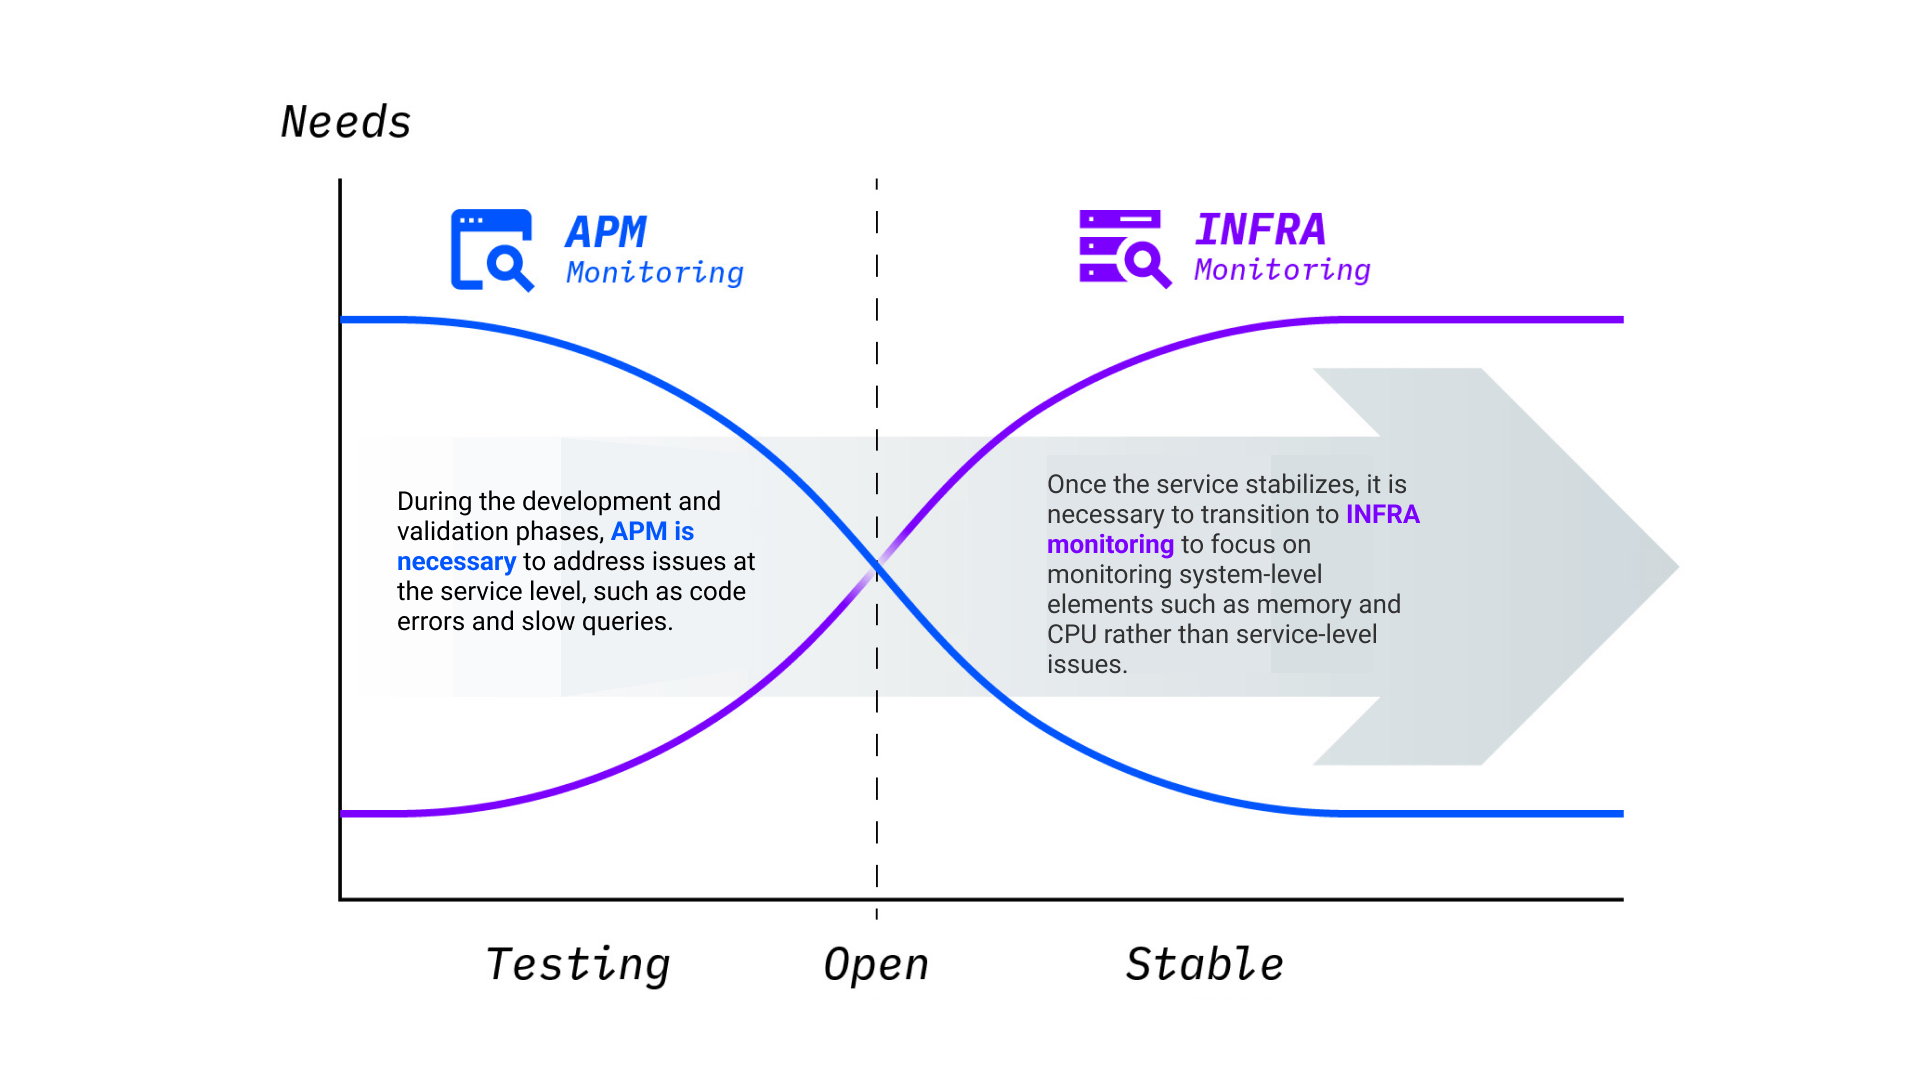 Needs
APM
Monitoring
INFRA
Monitoring
During the development and
validation phases, APM is
necessary to address issues at
the service level, such as code
errors and slow queries.
Once the service stabilizes, it is
necessary to transition to INFRA
monitoring to focus on
monitoring system-level
elements such as memory and
CPU rather than service-level
issues.
Testing
Open
Stable